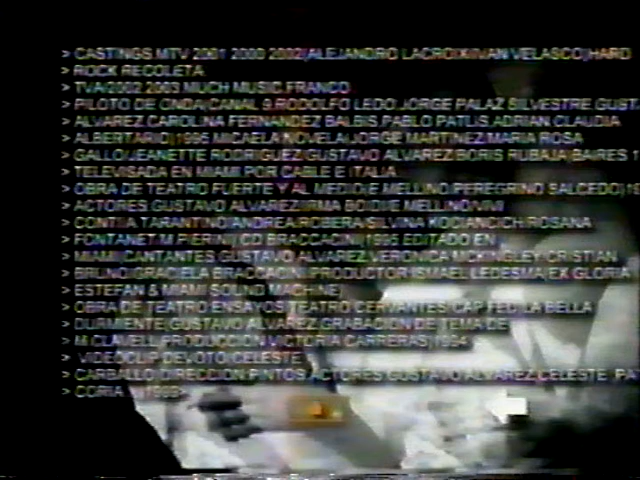 > CASTINGS MTV 2001 2000 2002(ALEJANDRO LACROIX/IVAN VELASCO)HARD
> ROCK RECOLETA
> TVA/2002.2003 MUCH MUSIC.FRANCO
> PILOTO DE ONDA(CANAL 9.RODOLFO LEDO.JORGE PALAZ SILVESTRE.GUST
> ALVAREZ.CAROLINA FERNANDEZ BALBIS.PABLO PATLIS.ADRIAN.CLAUDIA
> ALBERTARIO)1996 MICAELA NOVELA(JORGE MARTINEZ/MARIA ROSA
> GALLO/JEANETTE RODRIGUEZ/GUSTAVO ALVAREZ/BORIS RUBAJA(BAIRES 1
> TELEVISADA EN MIAMI POR CABLE E ITALIA
> OBRA DE TEATRO FUERTE Y AL MEDIO(E.MELLINO/PEREGRINO SALCEDO)
> ACTORES GUSTAVO ALVAREZ/IRMA E.MELLINO
> TARANTINO/ANDREA /SILVINA ROSANA
> FONTANET.M PIERINI) CD BRACCACINI(1995 EDITADO EN
> MIAMI)CANTANTES GUSTAVO ALVAREZ.VERONICA MCKINGLEY.CRISTIAN
> BRUNO/GRACIELA BRACCACINI/PRODUCTOR ISMAEL LEDESMA(EX GLORIA
> ESTEFAN & MIAMI SOUND MACHINE)
> OBRA DE TEATRO:ENSAYOS(TEATRO CERVANTES)CAP FED:LA BELLA
> DURMIENTE(GUSTAVO ALVAREZ.GRABACION DE TEMA DE
> M.CLAVELL PRODUCCION VICTORIA CARRERAS)1994
> VIDEOCLIP DEVOTO/CELESTE
> CARBALLO(DIRECCION PINTOS/ACTORES:GUSTAVO ALVAREZ.CELESTE .PA
> CORIA